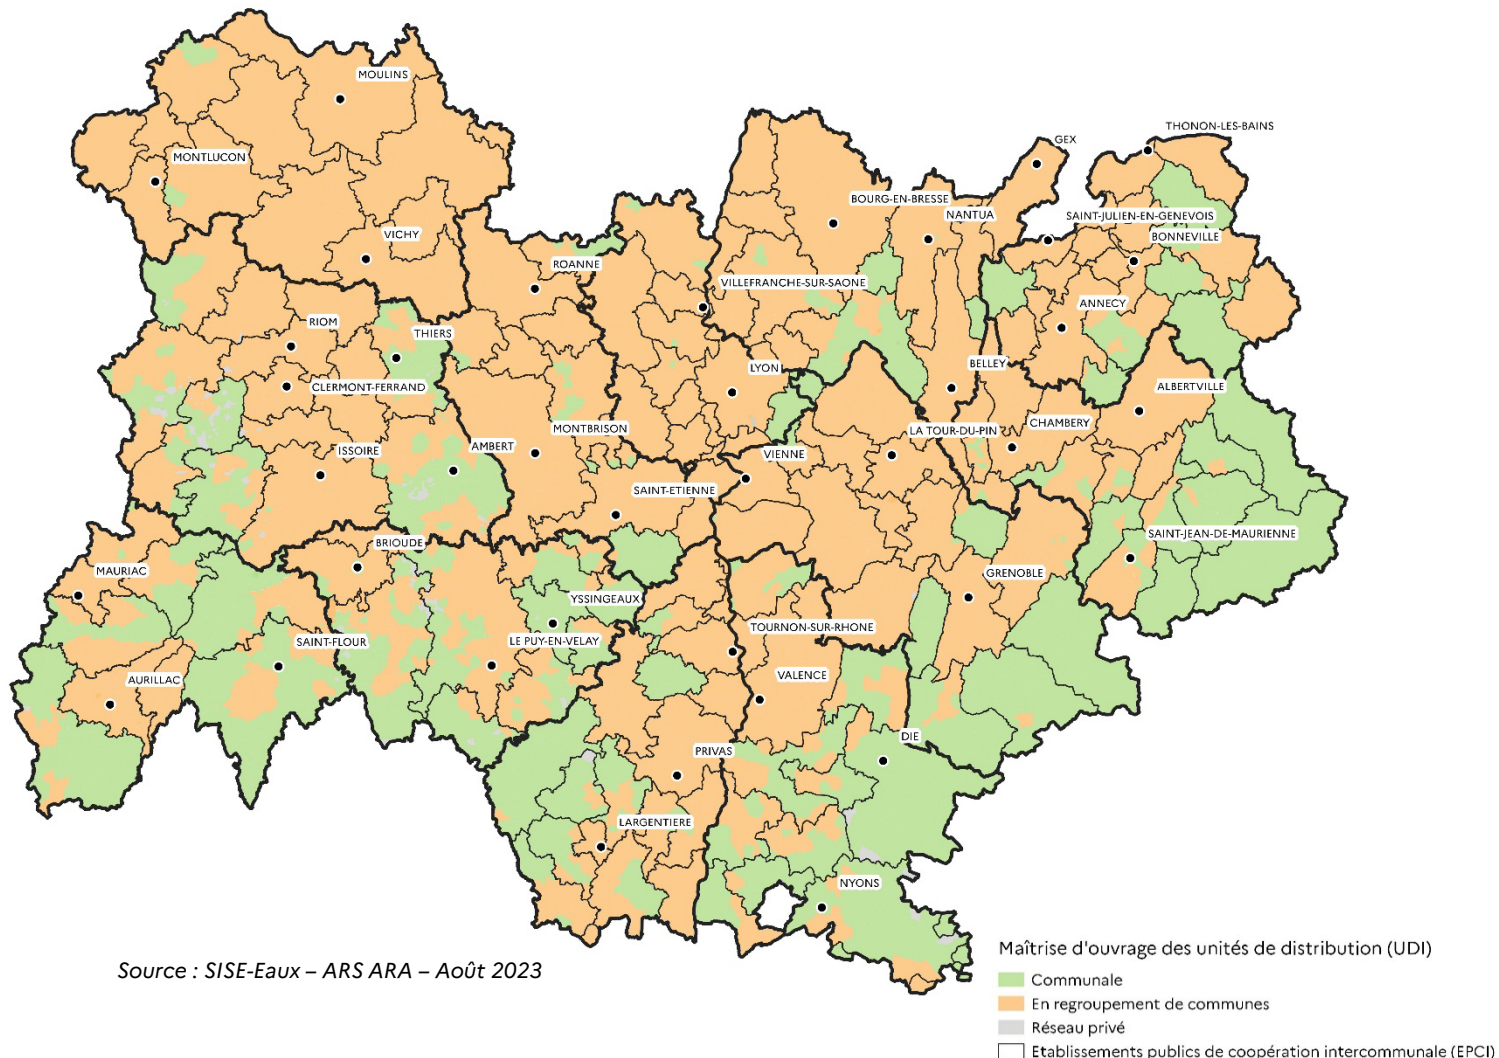 MOULINS
THONON-LES-BAINS
GEX
MONTLUCON
BOURG-EN-BRESSE
NANTUA
SAINT-JULIEN-EN-GENEVOIS
VICHY
BONNEVILLE
ROANNE
VILLEFRANCHE-SUR-SAONE
ANNECY
RIOM
THIERS
LYON
BELLEY
CLERMONT-FERRAND
ALBERTVILLE
CHAMBERY
MONTBRISON
LA TOUR-DU-PIN
ISSOIRE
AMBERT
VIENNE
SAINT-ETIENNE
SAINT-JEAN-DE-MAURIENNE
BRIOUDE
MAURIAC
GRENOBLE
YSSINGEAUX
TOURNON-SUR-RHONE
SAINT-FLOUR
LE PUY-EN-VELAY
VALENCE
AURILLAC
DIE
PRIVAS
LARGENTIERE
NYONS
Source : SISE-Eaux – ARS ARA – Août 2023
Maîtrise d'ouvrage des unités de distribution (UDI)
Communale
En regroupement de communes
Réseau privé
Etablissements publics de coopération intercommunale (EPCI)